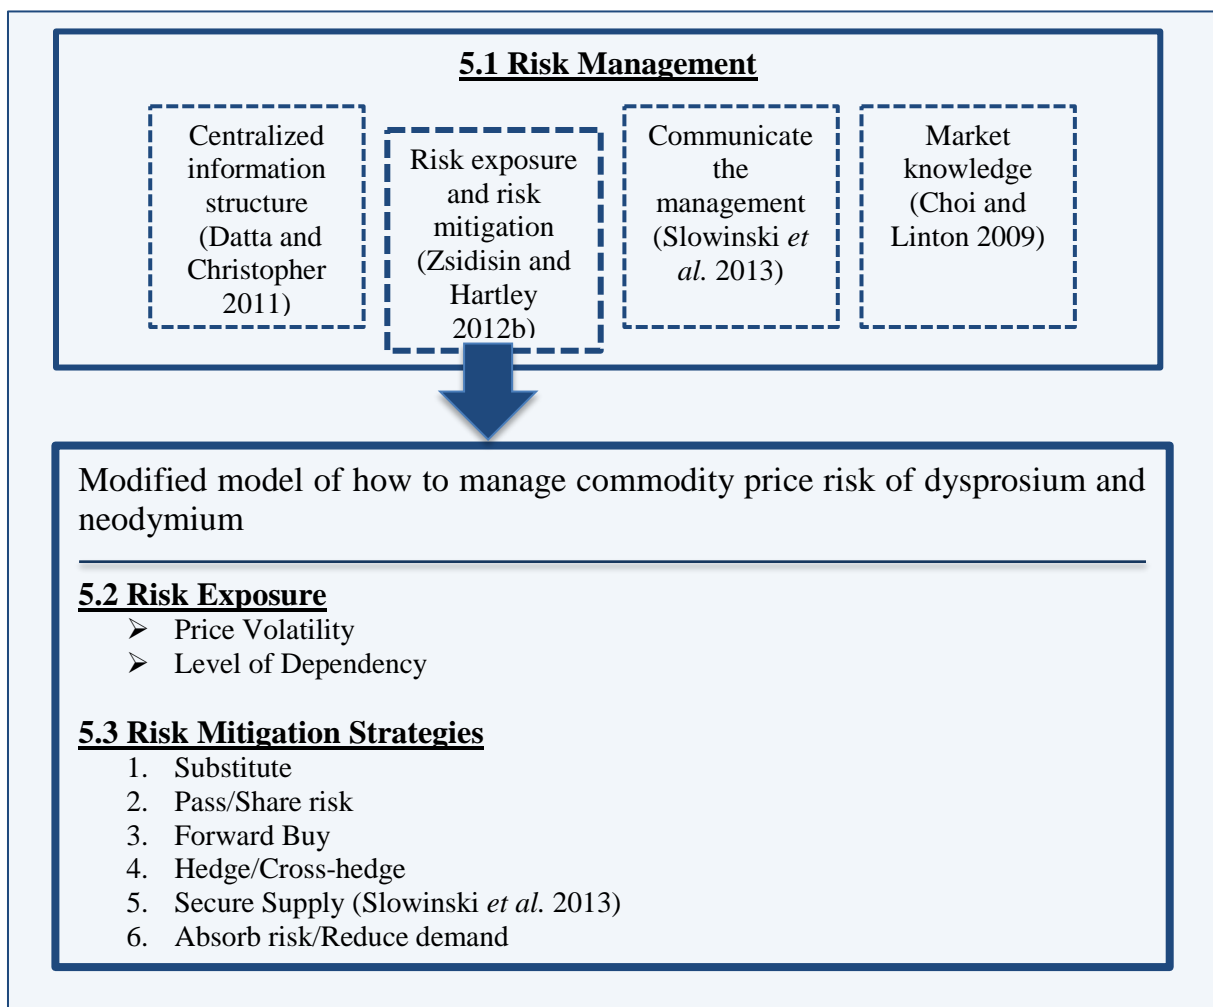 5.1 Risk Management
Centralized
information
structure
(Datta and
Christopher
2011)
Risk exposure
and risk
mitigation
(Zsidisin and
Hartley
2012b)
Communicate
the
management
(Slowinski et
al. 2013)
Market
knowledge
(Choi and
Linton 2009)
Modified model of how to manage commodity price risk of dysprosium and
neodymium
5.2 Risk Exposure
➢ Price Volatility
➢ Level of Dependency
5.3 Risk Mitigation Strategies
1. Substitute
2. Pass/Share risk
3. Forward Buy
4. Hedge/Cross-hedge
5. Secure Supply (Slowinski et al. 2013)
6. Absorb risk/Reduce demand